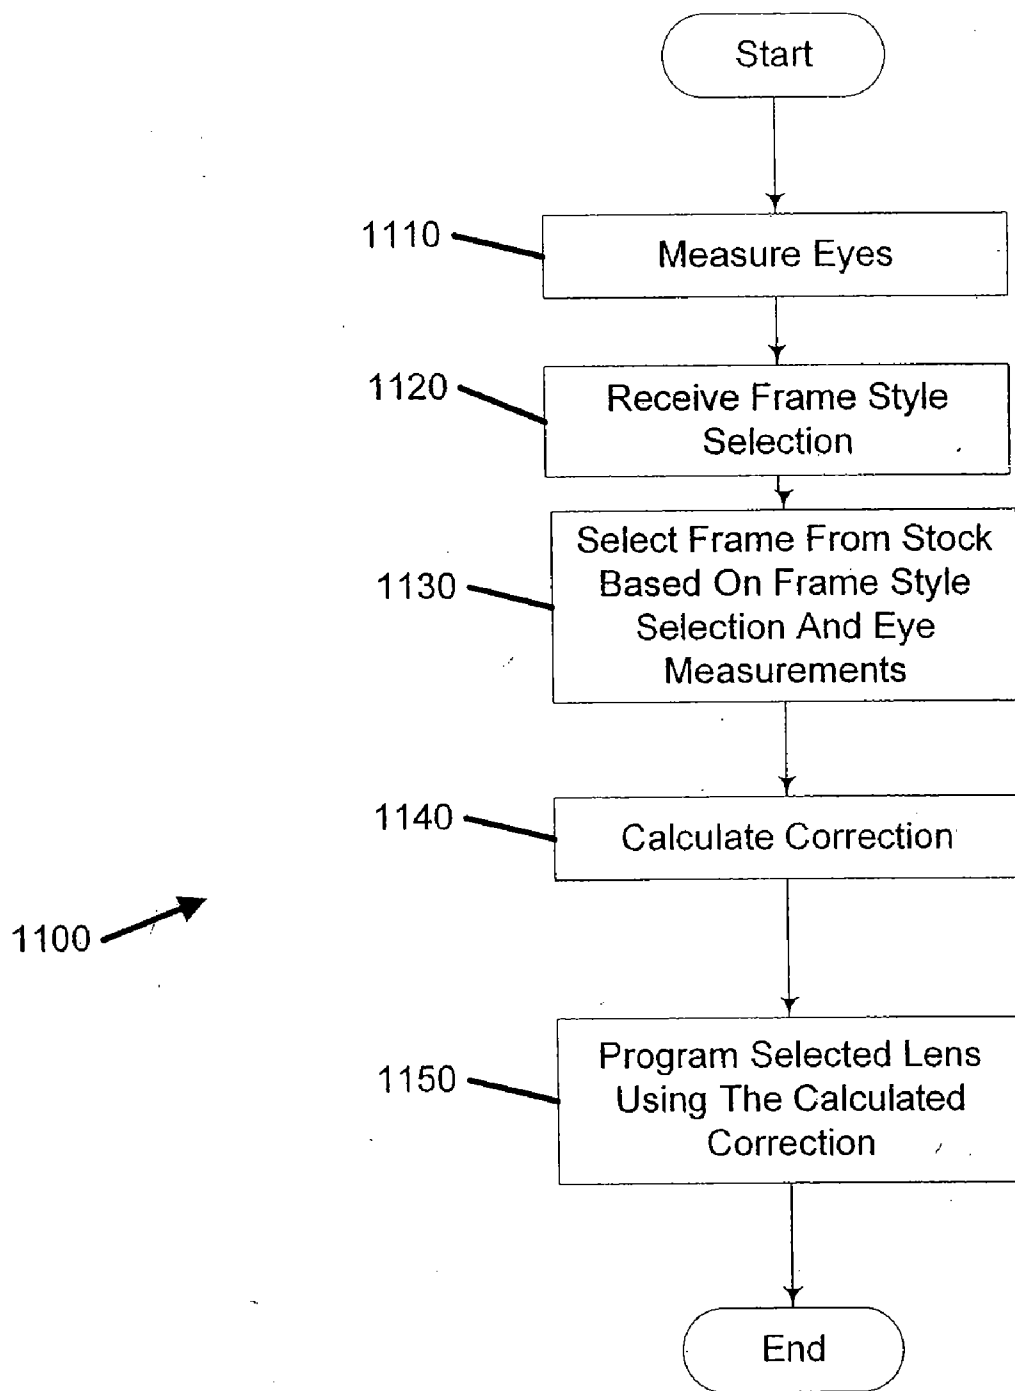 Start
1110
Measure Eyes
1120
Receive Frame Style
Selection
1130
Select Frame From Stock
Based On Frame Style
Selection And Eye
Measurements
1140
Calculate Correction
1100
1150
Program Selected Lens
Using The Calculated
Correction
End